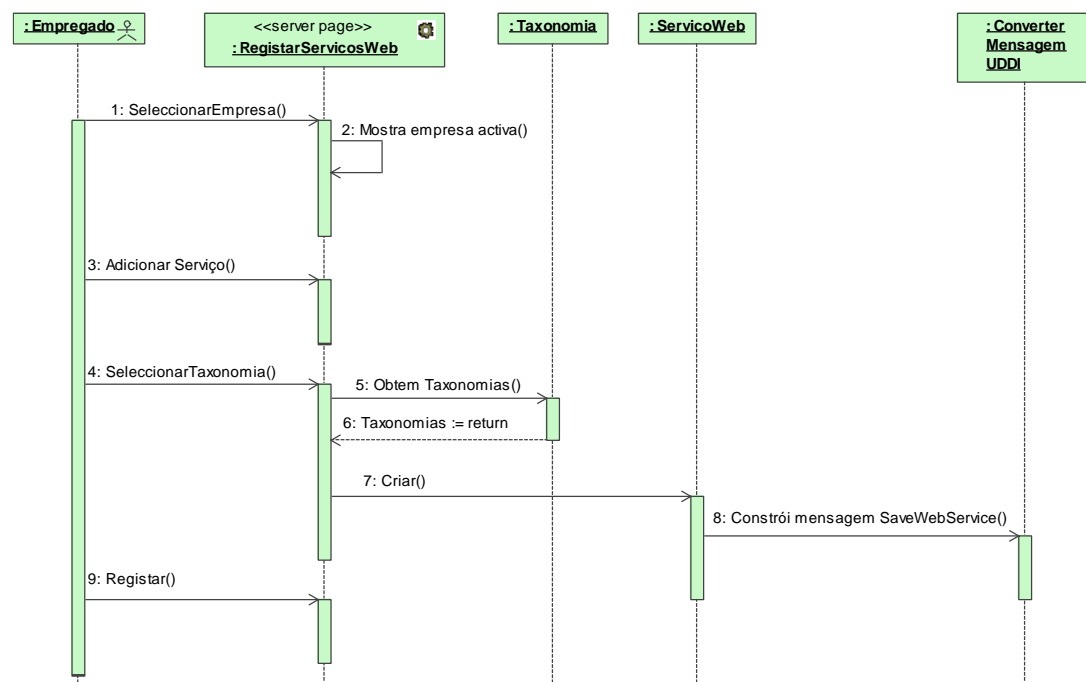 : Empregado
<<server page>>
: RegistarServicosWeb
: Taxonomia
: ServicoWeb
: Converter
Mensagem
UDDI
1: SeleccionarEmpresa()
2: Mostra empresa activa()
3: Adicionar Serviço()
4: SeleccionarTaxonomia()
5: Obtem Taxonomias()
6: Taxonomias := return
7: Criar()
8: Constrói mensagem SaveWebService()
9: Registar()